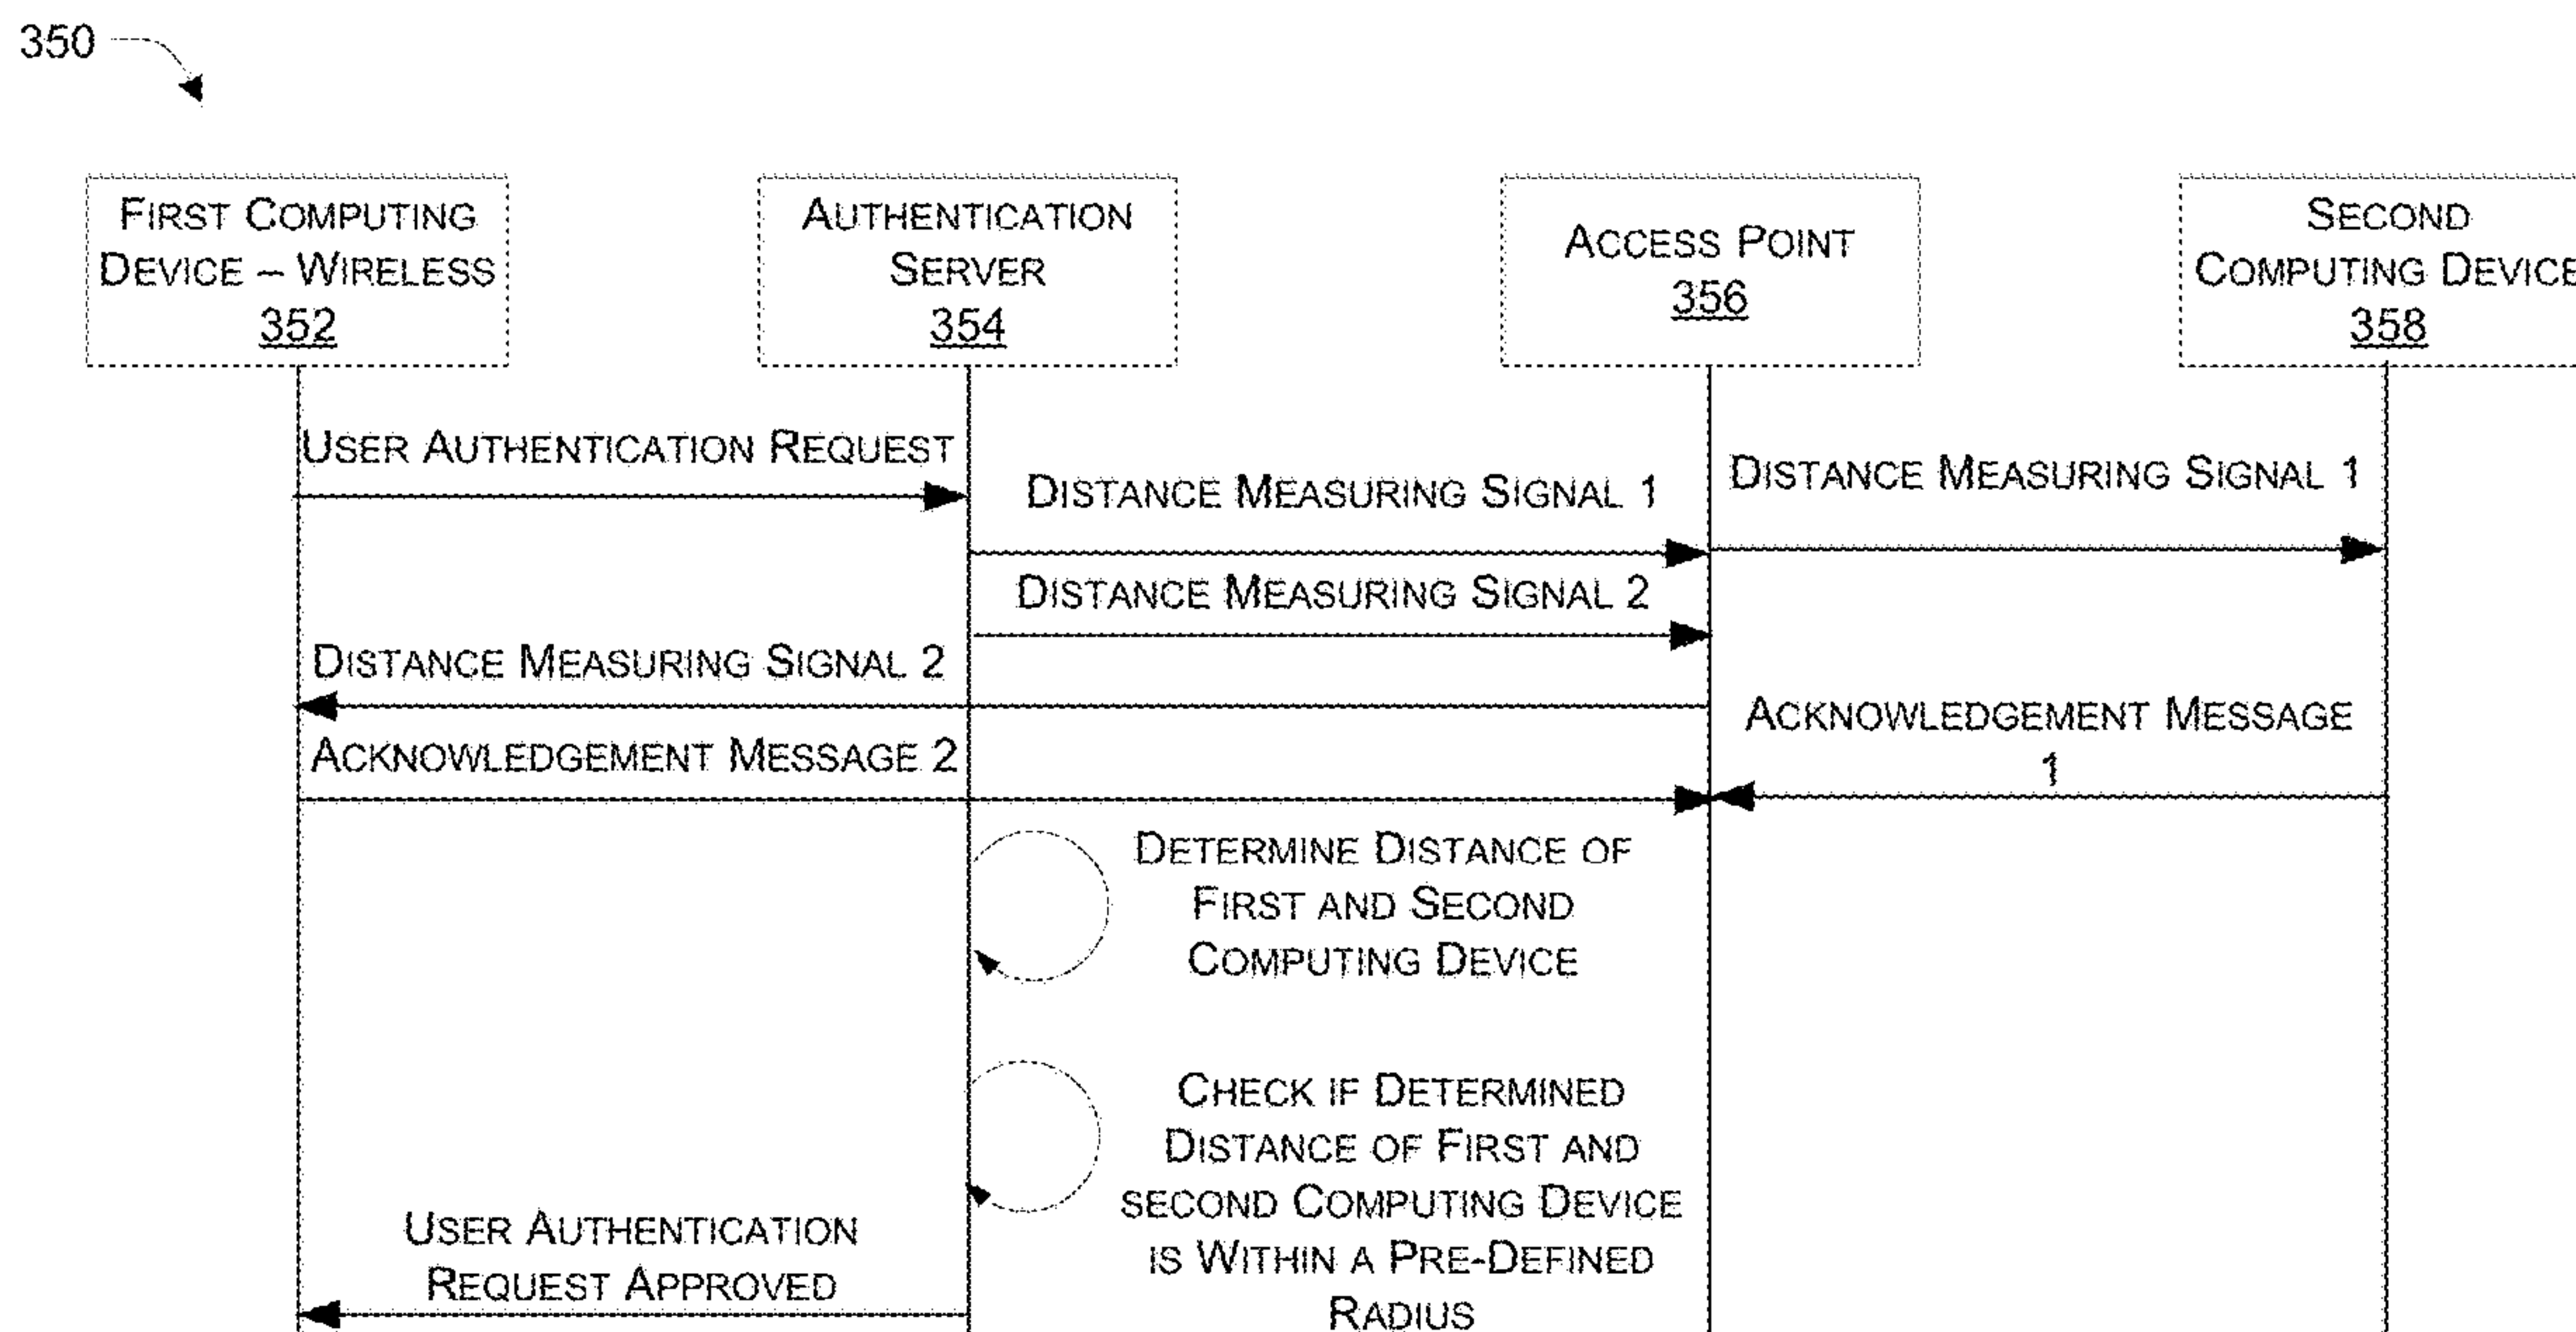 350
FIRST COMPUTING
DEVICE – WIRELESS
352
AUTHENTICATION
SERVER
354
ACCESS POINT
356
SECOND
COMPUTING DEVICE
358
USER AUTHENTICATION REQUEST
DISTANCE MEASURING SIGNAL 1
DISTANCE MEASURING SIGNAL 1
DISTANCE MEASURING SIGNAL 2
DISTANCE MEASURING SIGNAL 2
ACKNOWLEDGEMENT MESSAGE
1
ACKNOWLEDGEMENT MESSAGE 2
DETERMINE DISTANCE OF
FIRST AND SECOND
COMPUTING DEVICE
CHECK IF DETERMINED
DISTANCE OF FIRST AND
SECOND COMPUTING DEVICE
IS WITHIN A PRE-DEFINED
RADIUS
USER AUTHENTICATION
REQUEST APPROVED